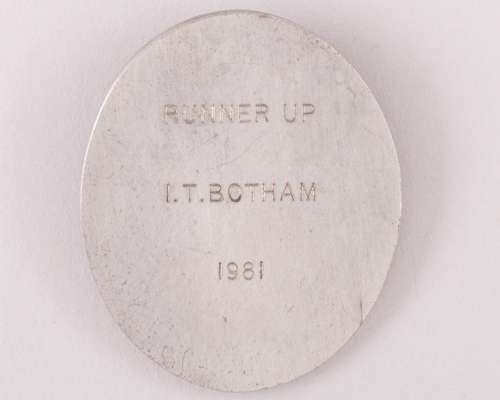 RUNNER UP
I.T.BOTHAM
1981